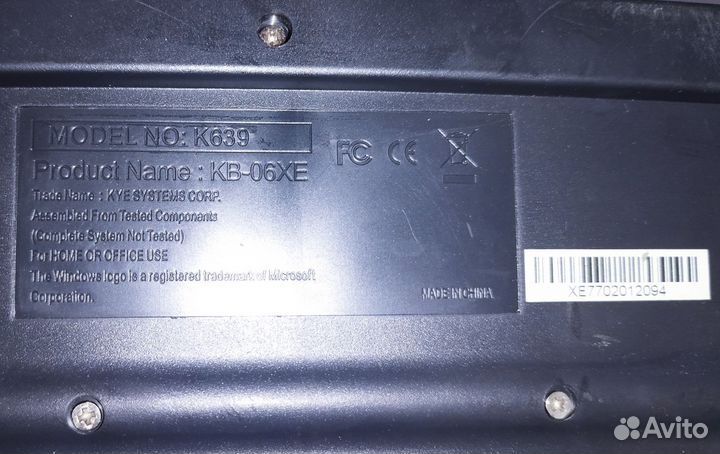 MODEL NO: K639
Product Name : KB-06XE
Trade Name : KYE SYSTEMS CORP.
Assembled From Tested Components
(Complete System Not Tested)
For HOME OR OFFICE USE
The Windows logo is a registered trademark of Microsoft
Corporation.
FC CE
MADE IN CHINA
XE7702012094
Avito